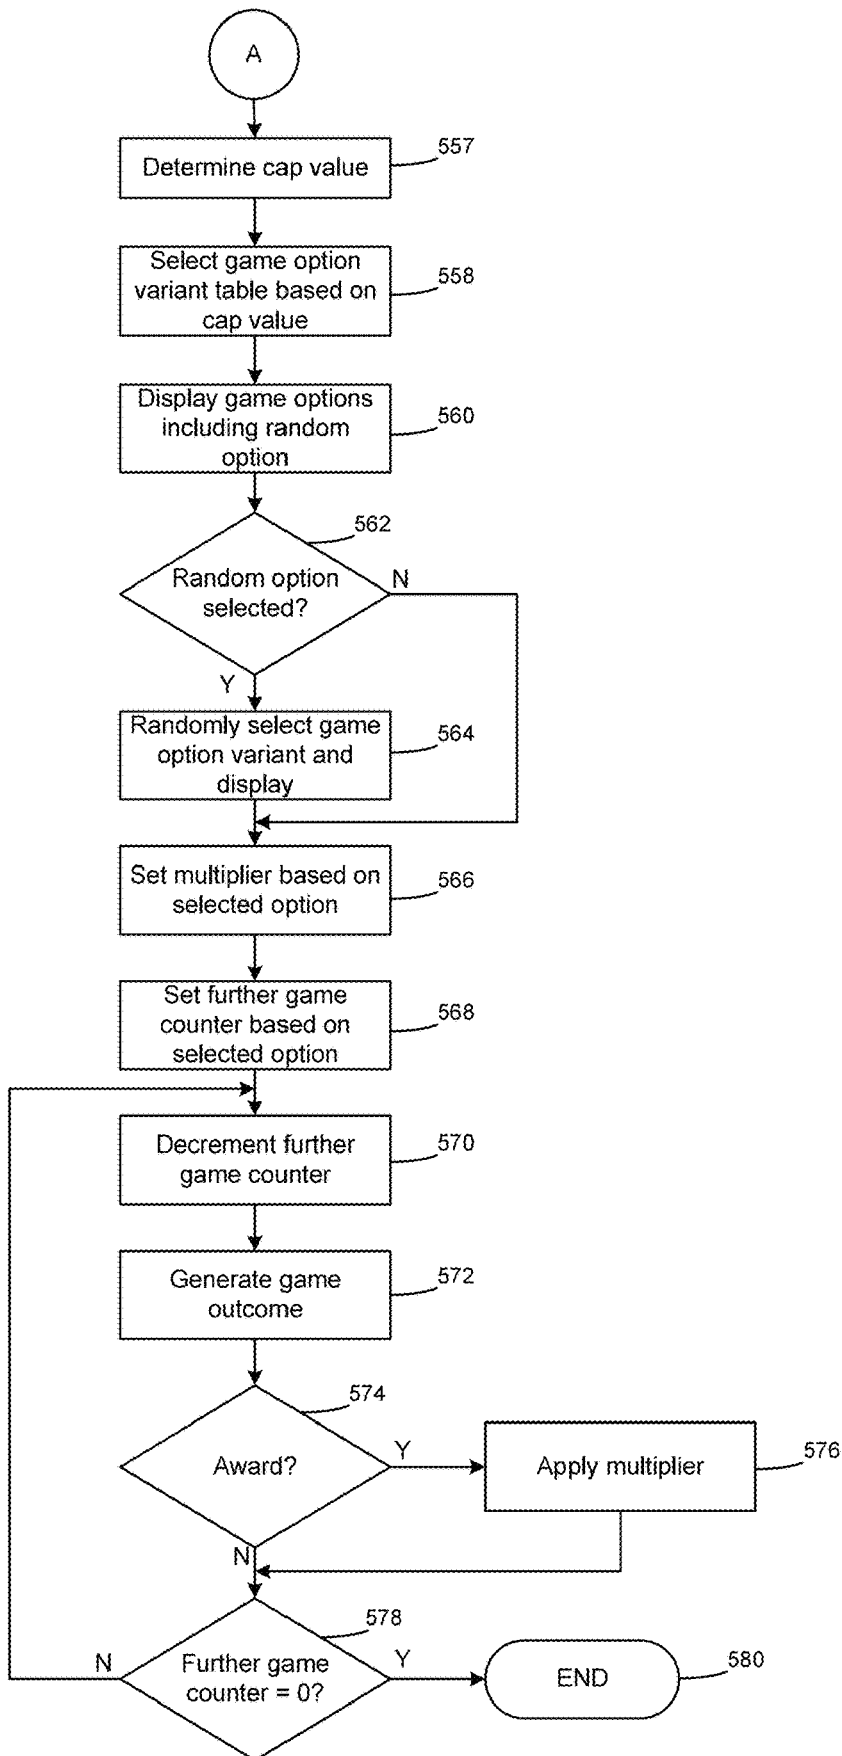 A
Determine cap value
557
Select game option
variant table based on
cap value
558
Display game options
including random
option
560
562
Random option
selected?
N
Y
Randomly select game
option variant and
display
564
Set multiplier based on
selected option
566
Set further game
counter based on
selected option
568
Decrement further
game counter
570
Generate game
outcome
572
574
Award?
Y
Apply multiplier
576
N
578
N
Further game
counter = 0?
Y
END
580